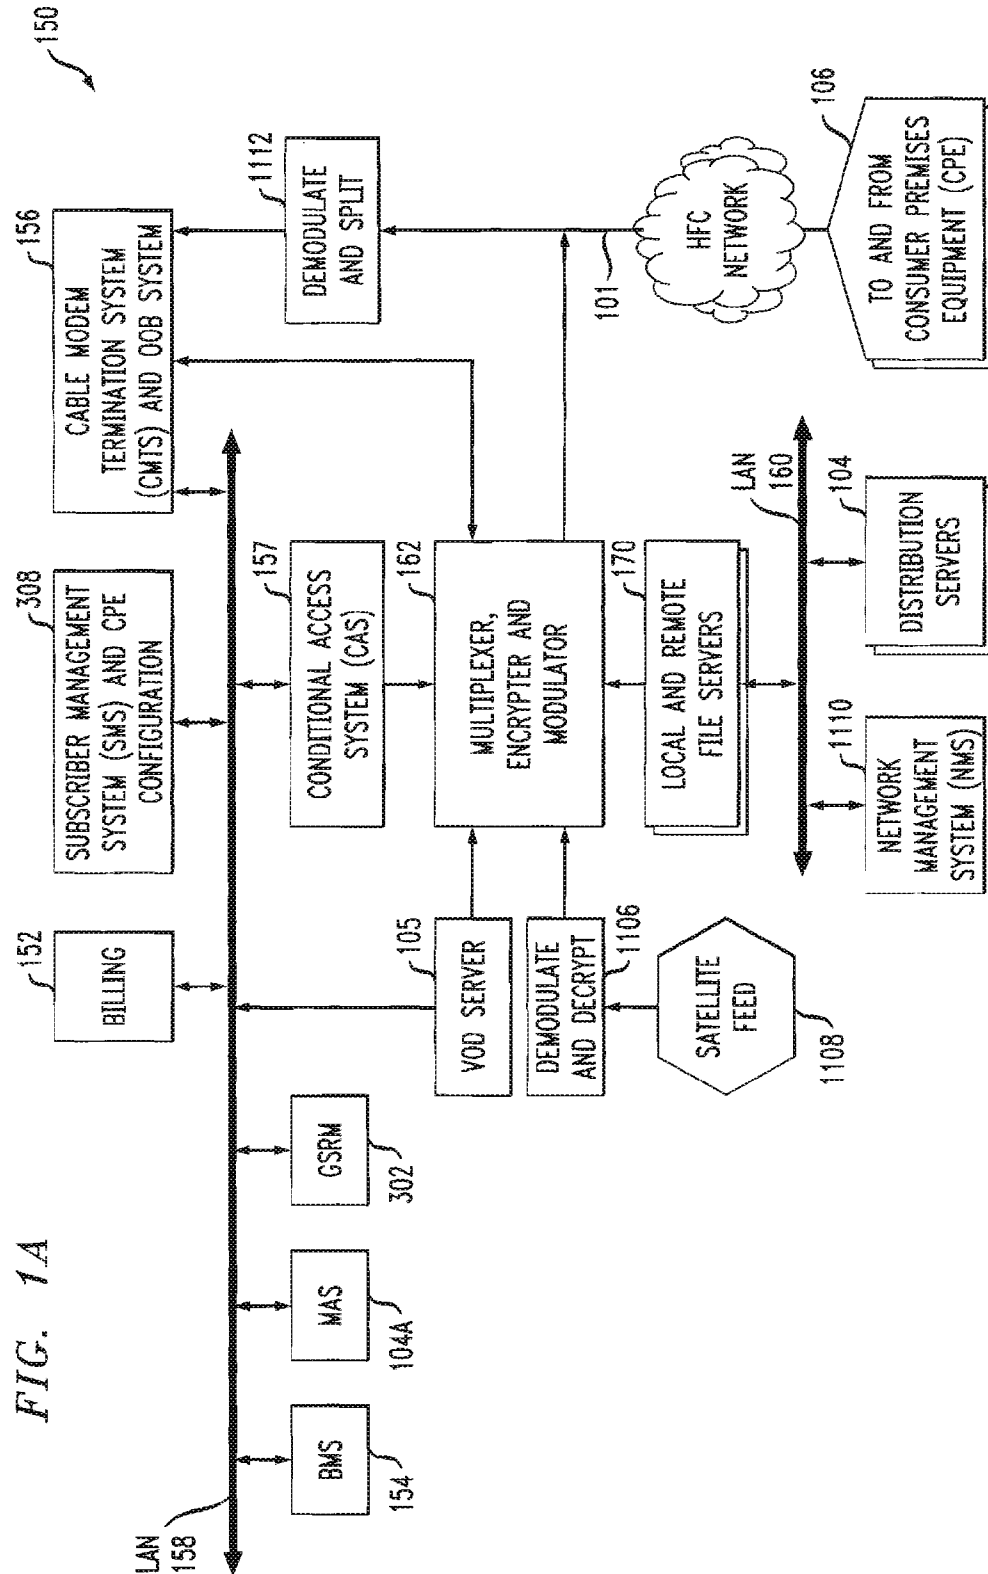 FIG. 1A
150
152
BILLING
308
SUBSCRIBER MANAGEMENT
SYSTEM (SMS) AND CPE
CONFIGURATION
156
CABLE MODEM
TERMINATION SYSTEM
(CMTS) AND OOB SYSTEM
LAN
158
BMS
154
MAS
104A
GSRM
302
157
CONDITIONAL ACCESS
SYSTEM (CAS)
1112
DEMODULATE
AND SPLIT
105
VOD SERVER
162
MULTIPLEXER,
ENCRYPTER AND
MODULATOR
1106
DEMODULATE
AND DECRYPT
101
SATELLITE
FEED
1108
170
LOCAL AND REMOTE
FILE SERVERS
HFC
NETWORK
LAN
160
1110
NETWORK
MANAGEMENT
SYSTEM (NMS)
104
DISTRIBUTION
SERVERS
106
TO AND FROM
CONSUMER PREMISES
EQUIPMENT (CPE)